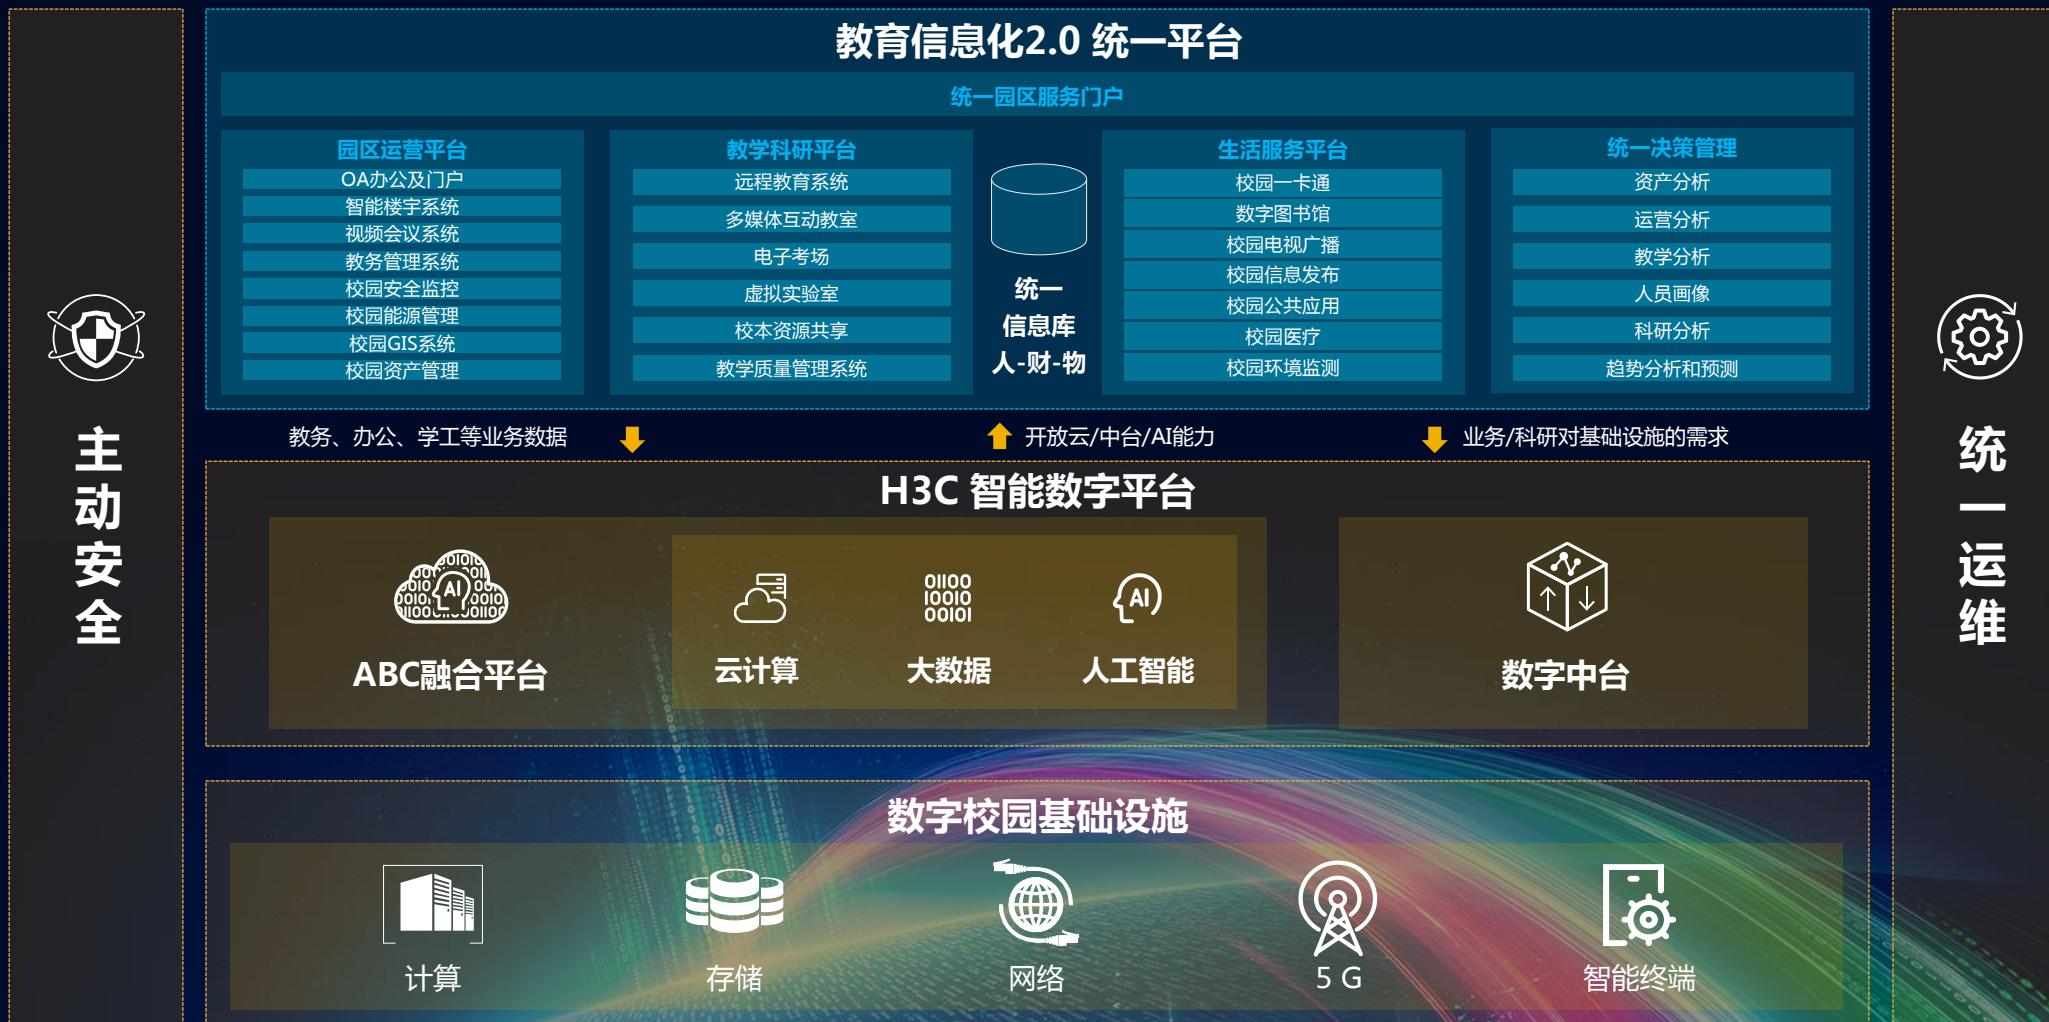 教育信息化2.0 统一平台
统一园区服务门户
园区运营平台
OA办公及门户
智能楼宇系统
视频会议系统
教务管理系统
校园安全监控
校园能源管理
校园GIS系统
校园资产管理
教学科研平台
远程教育系统
多媒体互动教室
电子考场
虚拟实验室
校本资源共享
教学质量管理系统
统一
信息库
人-财-物
生活服务平台
校园一卡通
数字图书馆
校园电视广播
校园信息发布
校园公共应用
校园医疗
校园环境监测
统一决策管理
资产分析
运营分析
教学分析
人员画像
科研分析
趋势分析和预测
主动安全
统一运维
教务、办公、学工等业务数据
开放云/中台/AI能力
业务/科研对基础设施的需求
H3C 智能数字平台
AI
ABC融合平台
云计算
01100
10010
00101
大数据
AI
人工智能
数字中台
数字校园基础设施
计算
存储
网络
5 G
智能终端